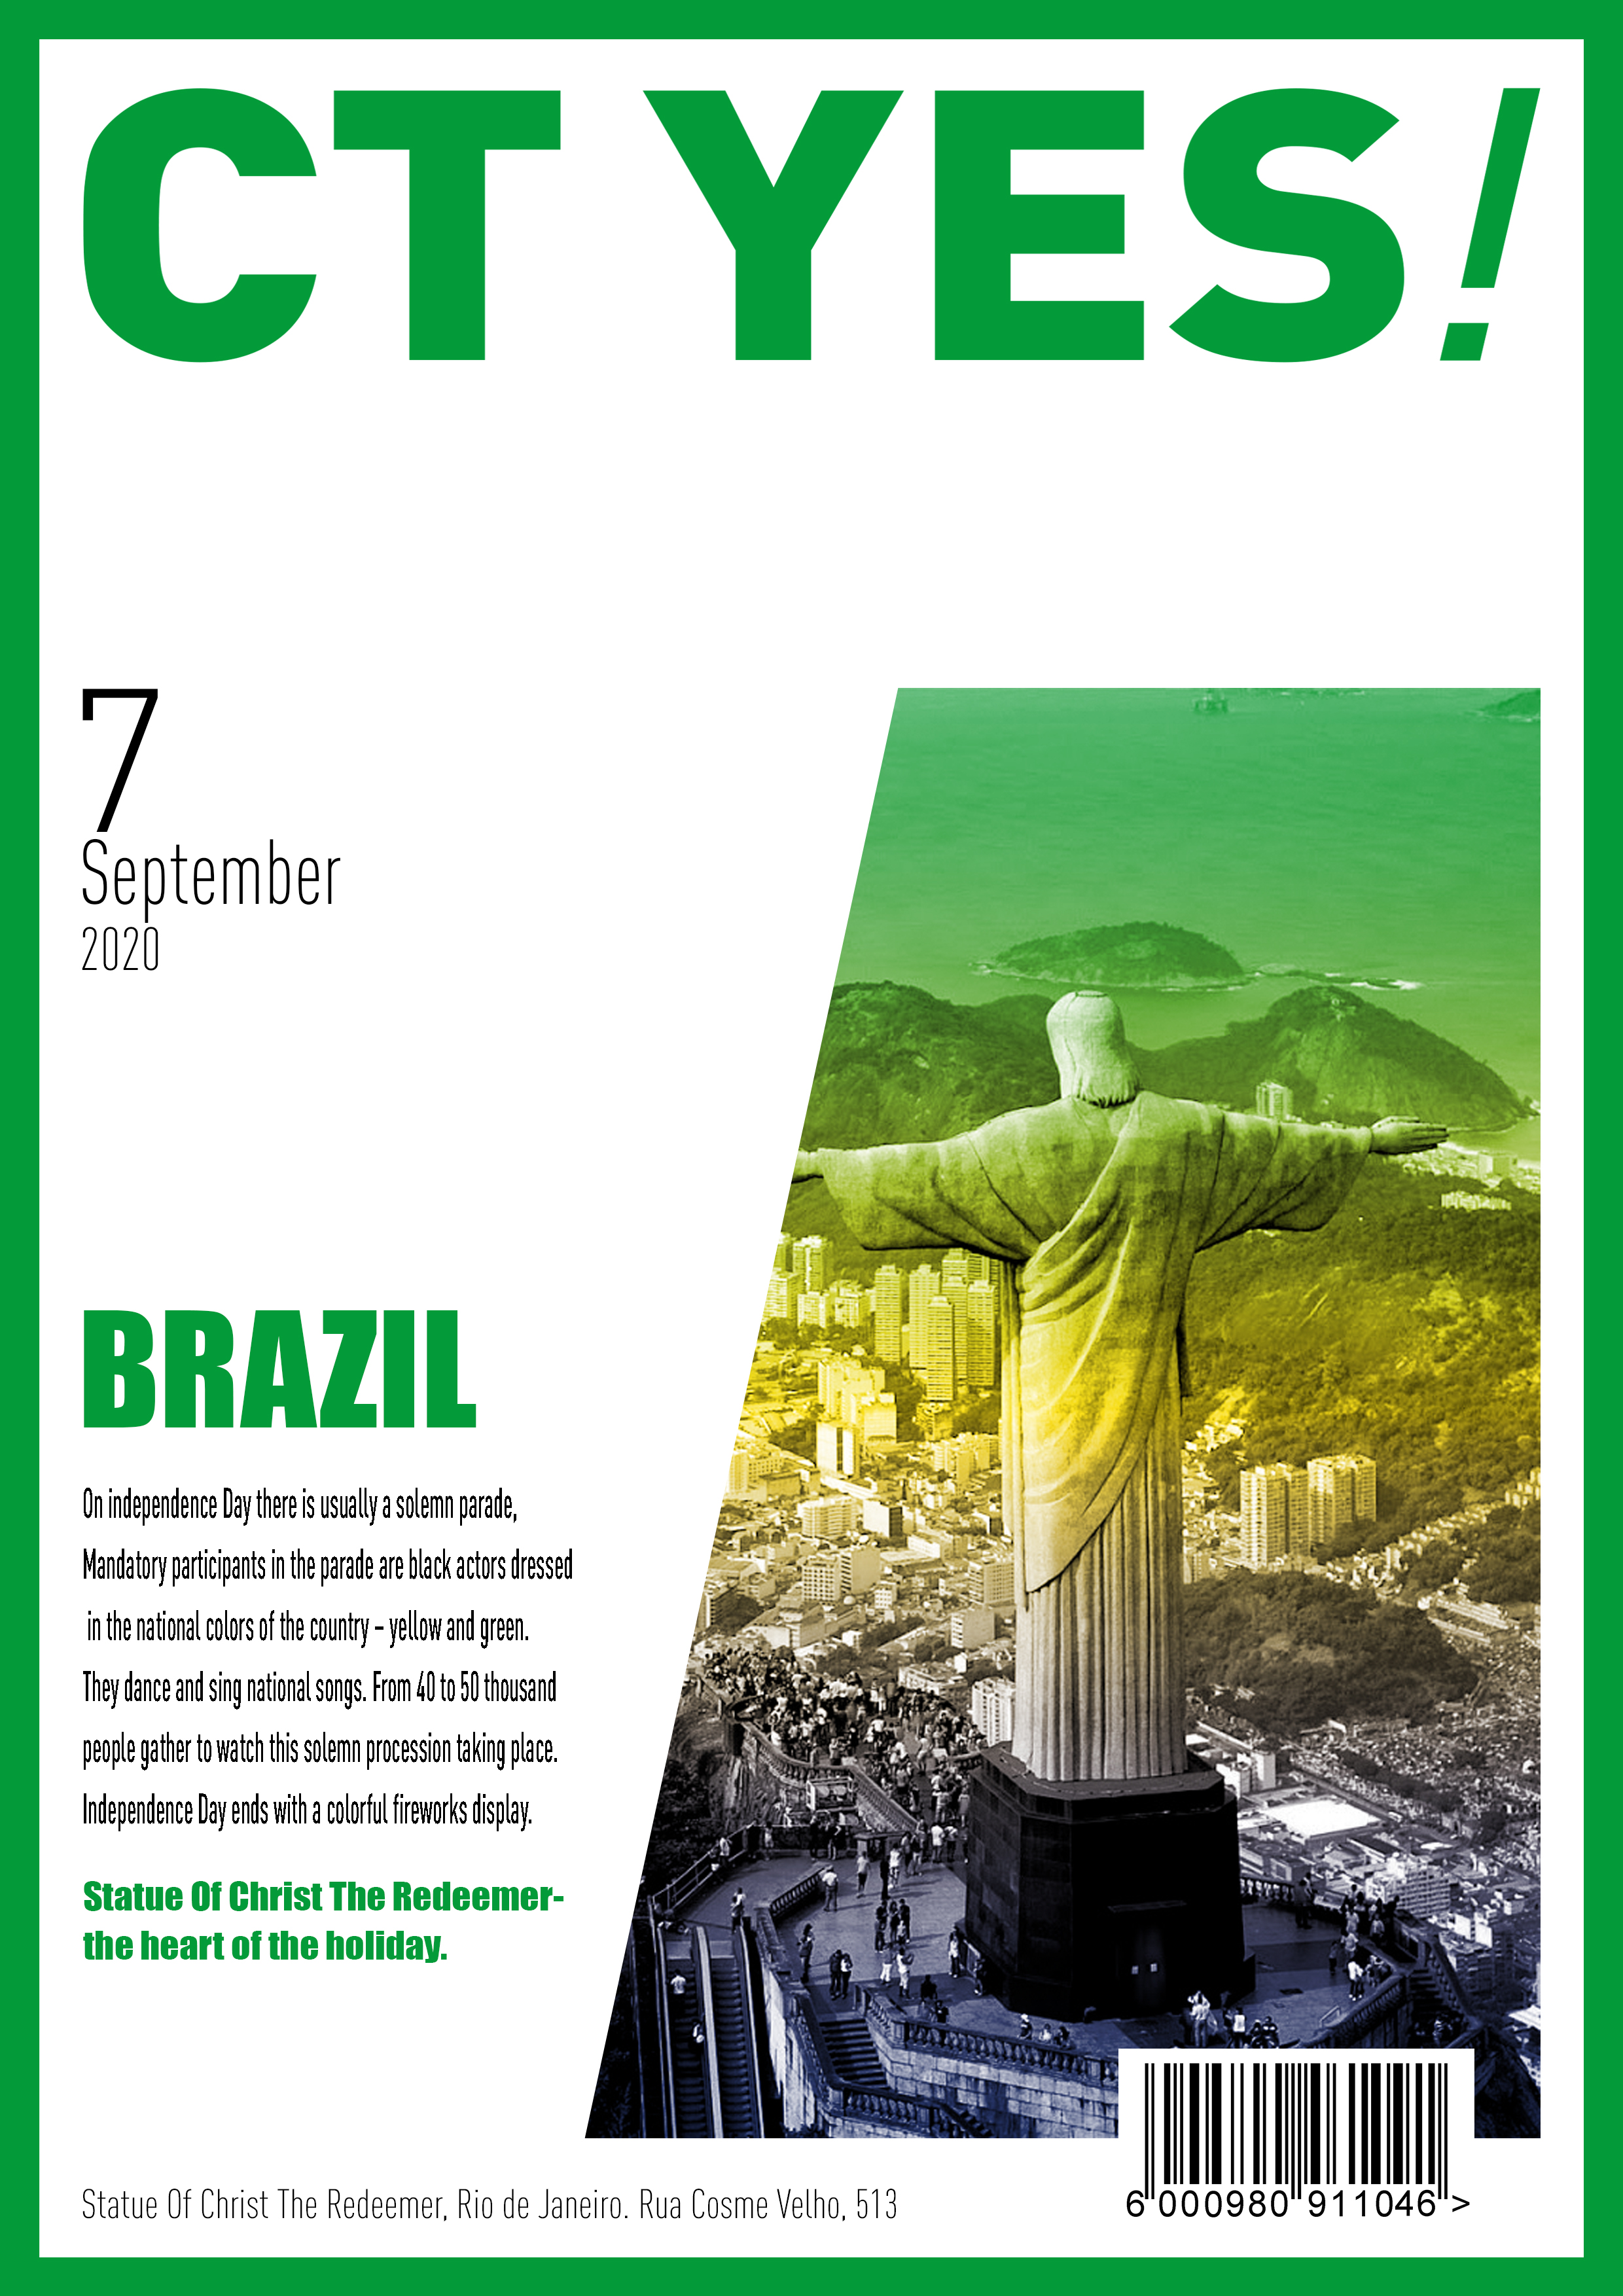 CT YES!
7
September
2020
BRAZIL
On independence Day there is usually a solemn parade,
Mandatory participants in the parade are black actors dressed
in the national colors of the country – yellow and green.
They dance and sing national songs. From 40 to 50 thousand
people gather to watch this solemn procession taking place.
Independence Day ends with a colorful fireworks display.
Statue Of Christ The Redeemer-
the heart of the holiday.
Statue Of Christ The Redeemer, Rio de Janeiro. Rua Cosme Velho, 513
6 000980 911046 >